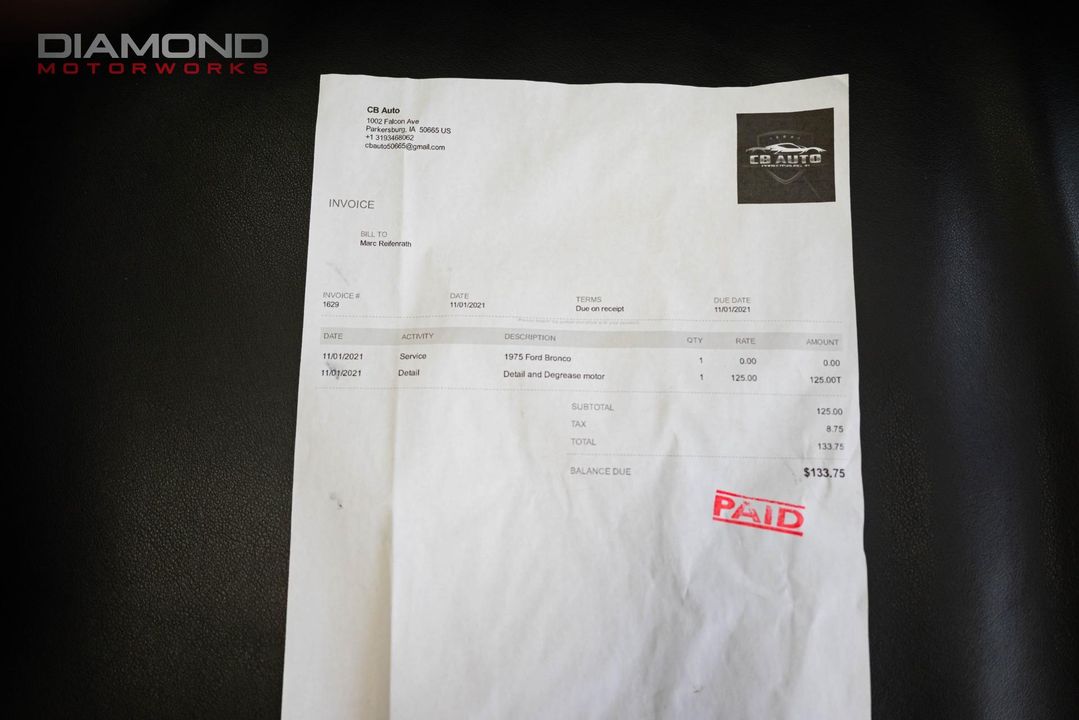 DIAMOND
MOTORWORKS
CB Auto
1002 Falcon Ave
Parkersburg, IA 50665 US
+1 3193468062
cbauto50665@gmail.com
CB AUTO
INVOICE
BILL TO
Marc Reifenrath
INVOICE # DATE TERMS DUE DATE
1629 11/01/2021 Due on receipt 11/01/2021
DATE ACTIVITY DESCRIPTION QTY RATE AMOUNT
11/01/2021 Service 1975 Ford Bronco 1 0.00 0.00
11/01/2021 Detail Detail and Degrease motor 1 125.00 125.00T
SUBTOTAL 125.00
TAX 8.75
TOTAL 133.75
BALANCE DUE $133.75
PAID